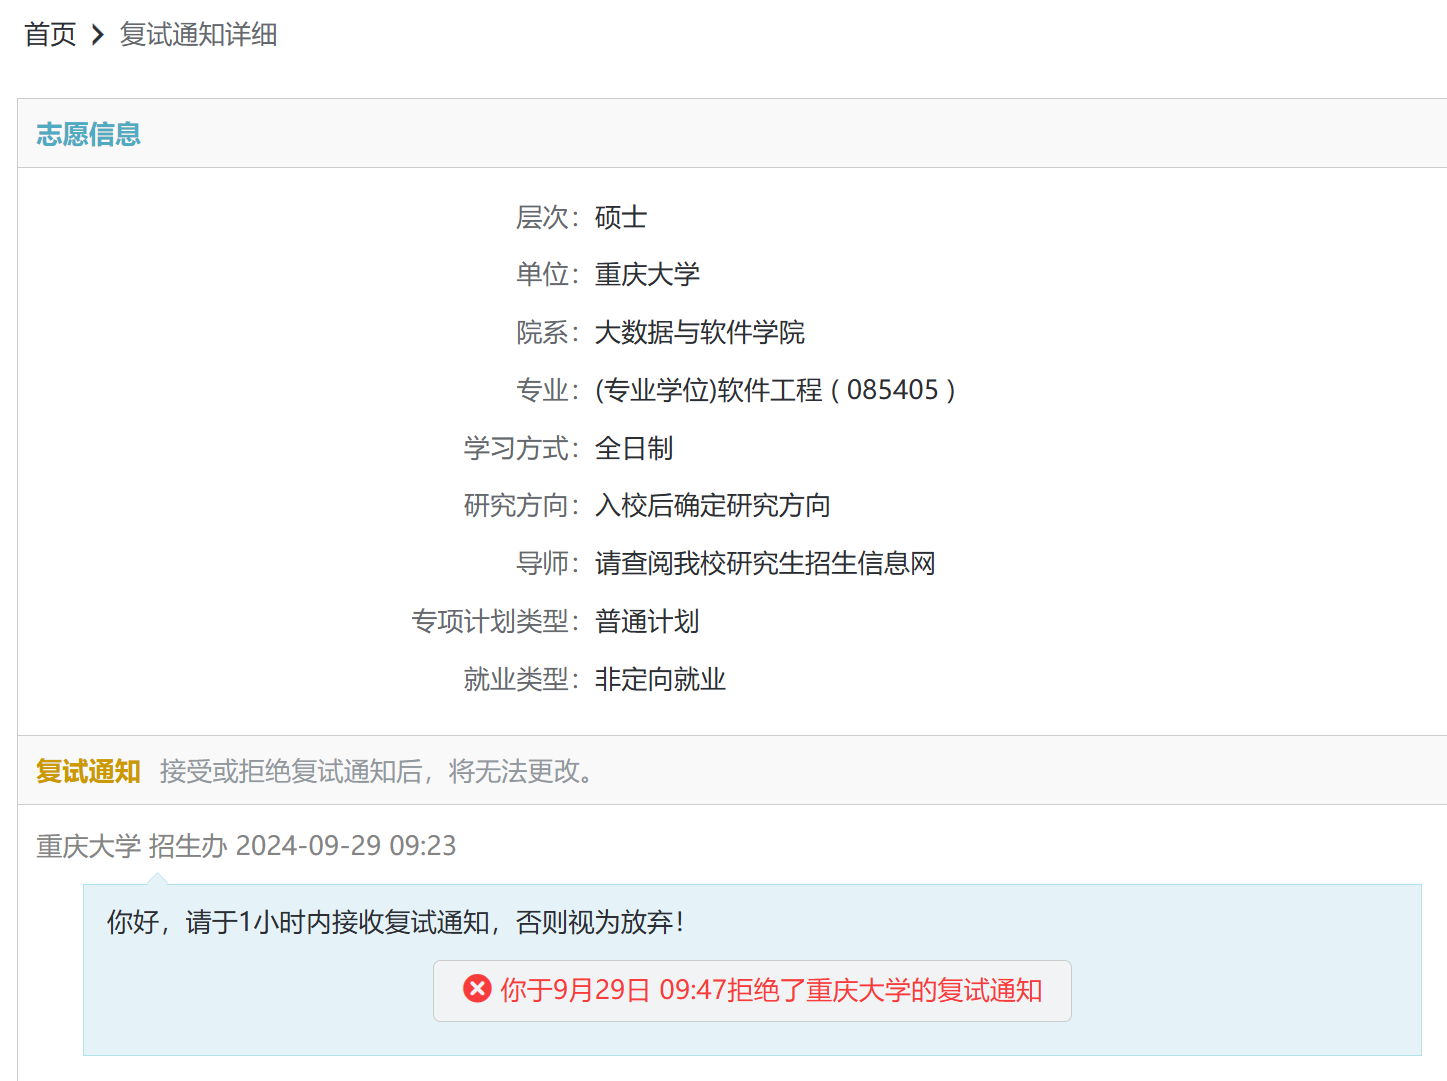 首页 > 复试通知详细
志愿信息
层次： 硕士
单位： 重庆大学
院系： 大数据与软件学院
专业： (专业学位)软件工程 ( 085405 )
学习方式： 全日制
研究方向： 入校后确定研究方向
导师： 请查阅我校研究生招生信息网
专项计划类型： 普通计划
就业类型： 非定向就业
复试通知 接受或拒绝复试通知后，将无法更改。
重庆大学 招生办 2024-09-29 09:23
你好，请于1小时内接收复试通知，否则视为放弃！
你于9月29日 09:47拒绝了重庆大学的复试通知